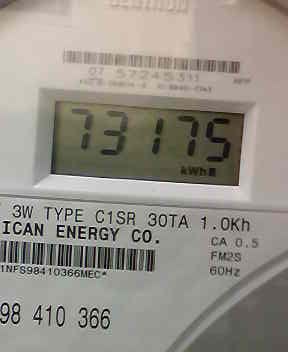 CENTRON
07 57245311
73175
kWh
3W TYPE C1SR 30TA 1.0Kh
ICAN ENERGY CO.
CA 0.5
FM2S
60Hz
1NFS98410366MEC*
98 410 366